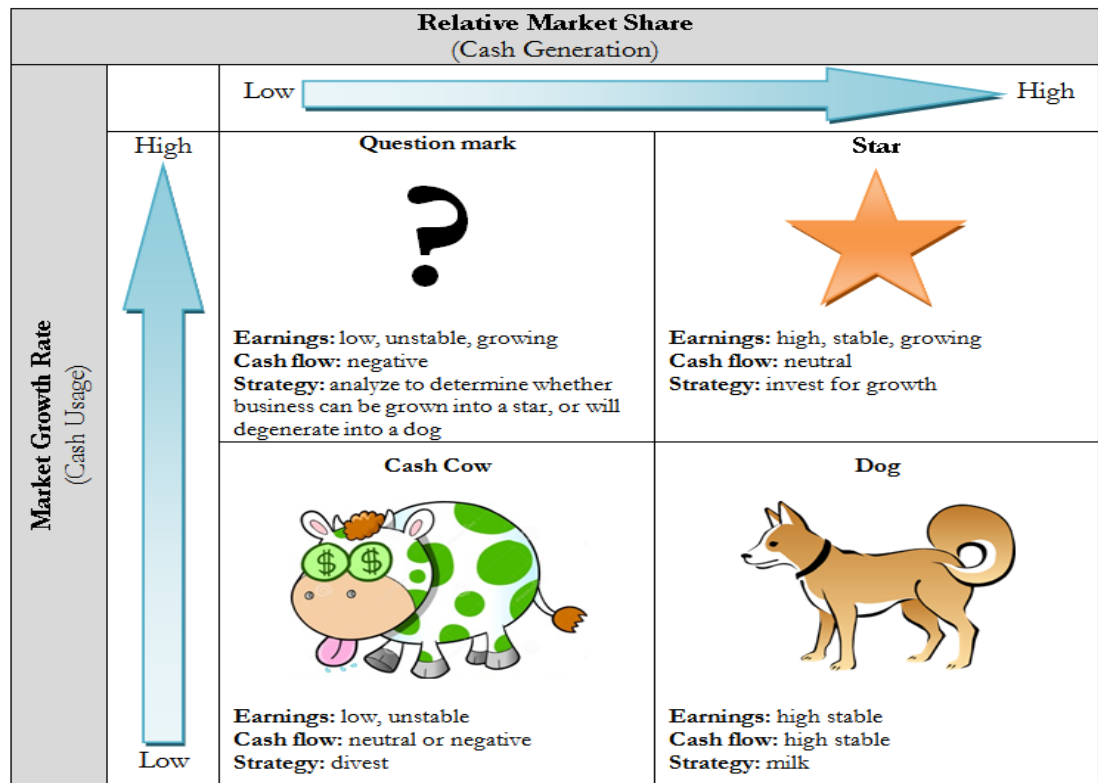 Relative Market Share
(Cash Generation)
Low
High
Market Growth Rate
(Cash Usage)
High
Low
Question mark
?
Earnings: low, unstable, growing
Cash flow: negative
Strategy: analyze to determine whether
business can be grown into a star, or will
degenerate into a dog
Star
Earnings: high, stable, growing
Cash flow: neutral
Strategy: invest for growth
Cash Cow
$ $
Earnings: low, unstable
Cash flow: neutral or negative
Strategy: divest
Dog
Earnings: high stable
Cash flow: high stable
Strategy: milk